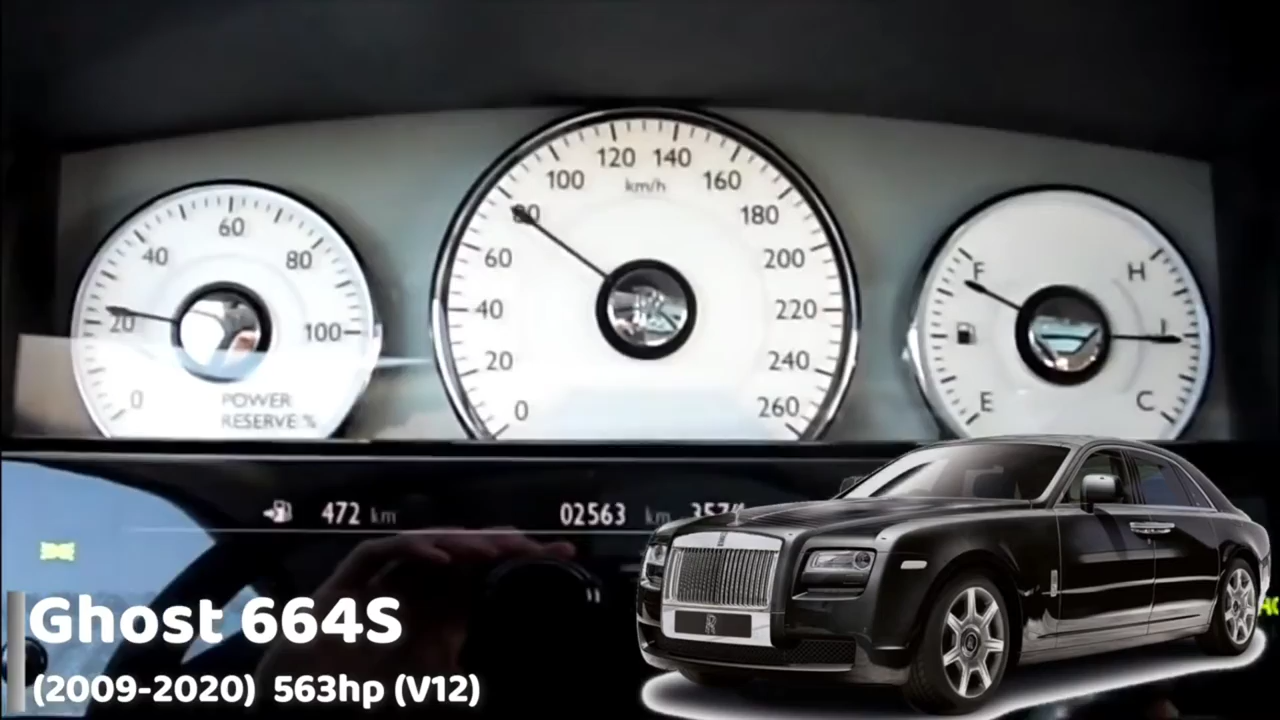 60
40
80
20
100
0
POWER
RESERVE %
120 140
100
km/h
160
80
180
60
200
40
220
20
240
0
260
F
H
E
C
472 km
02563 km
Ghost 664S
(2009-2020) 563hp (V12)